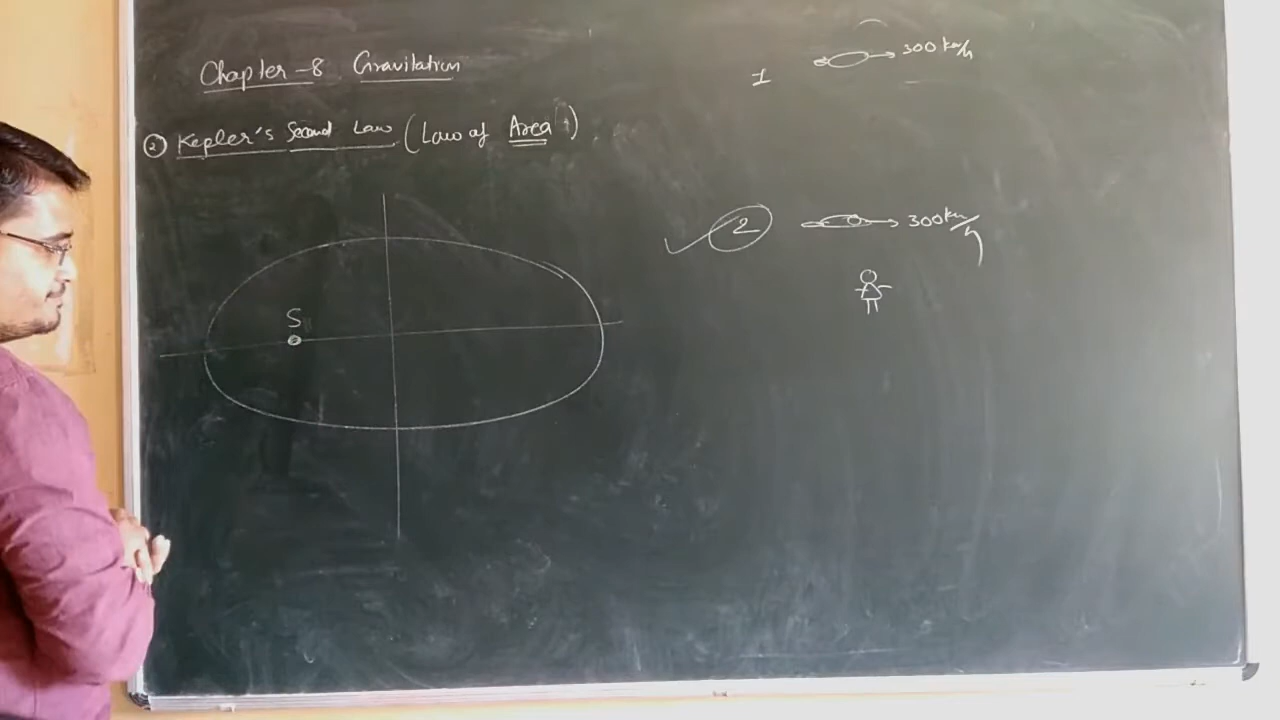 Chapter-8 Gravitation
② Kepler's Second Law (Law of Area)
S
1 300 km/h
2 300 km/h